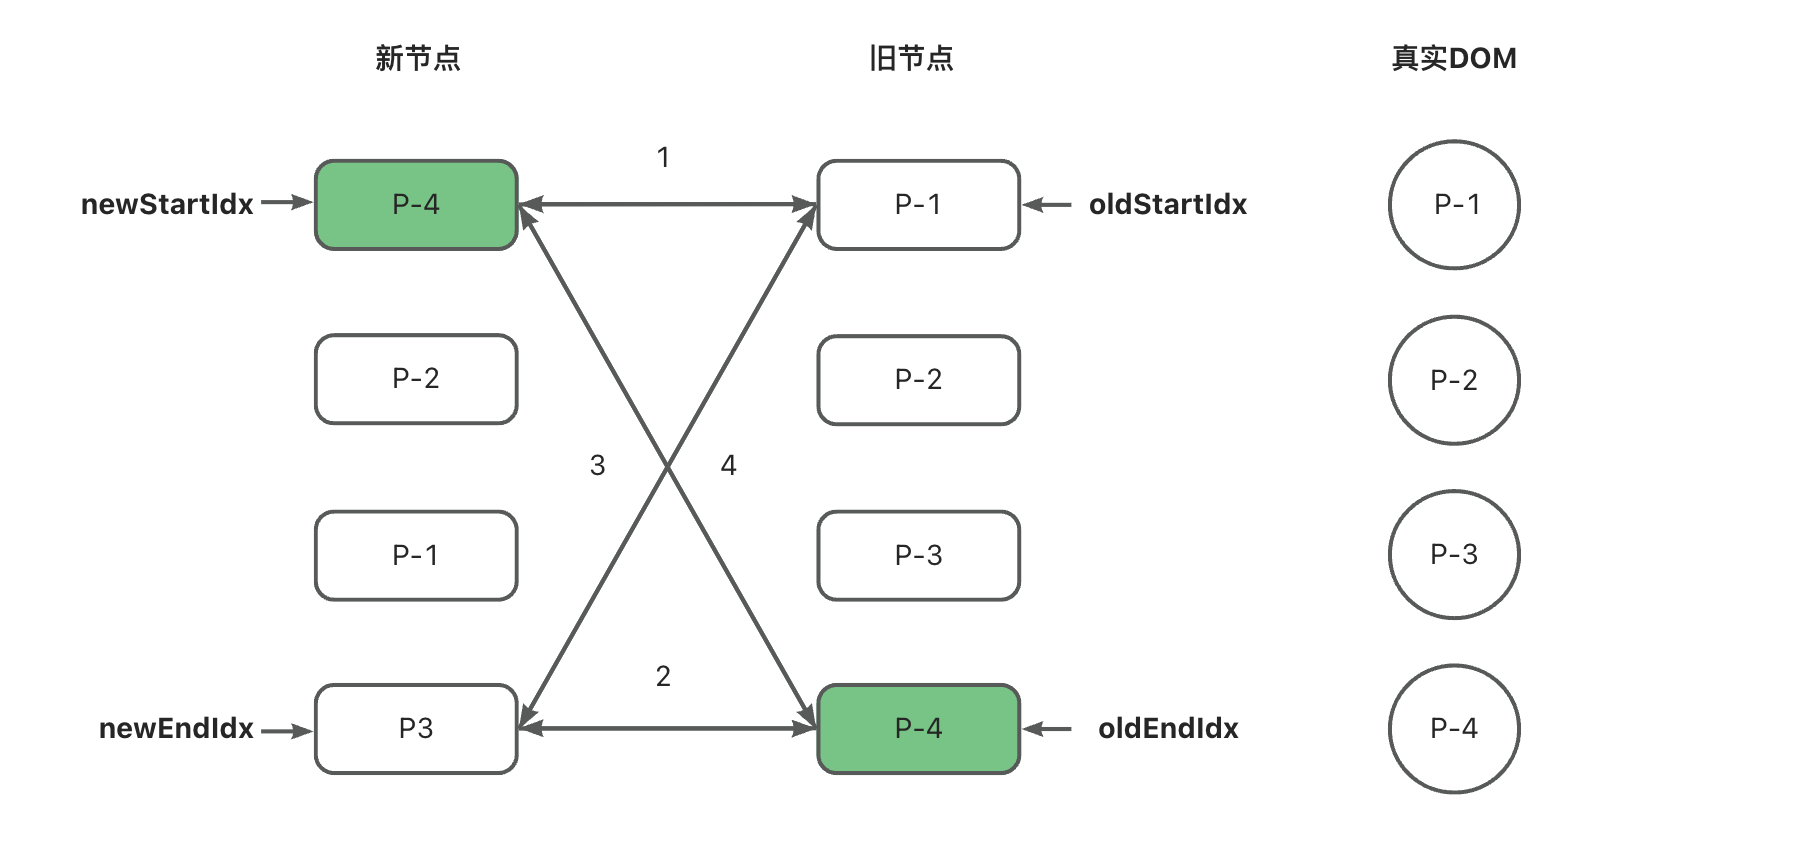 新节点 旧节点 真实DOM
1
newStartIdx P-4 P-1 oldStartIdx P-1
P-2 P-2 P-2
3 4
P-1 P-3 P-3
2
newEndIdx P3 P-4 oldEndIdx P-4